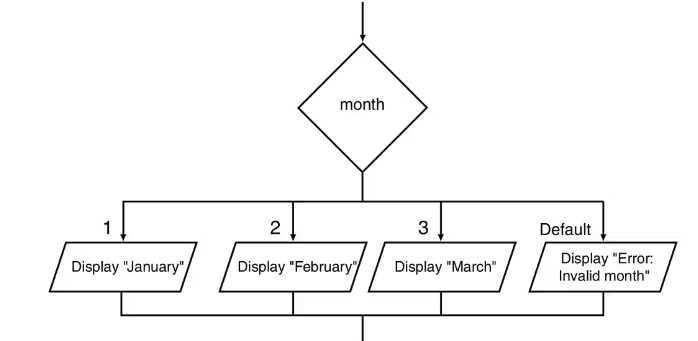 month
1
2
3
Default
Display "January"
Display "February"
Display "March"
Display "Error:
Invalid month"